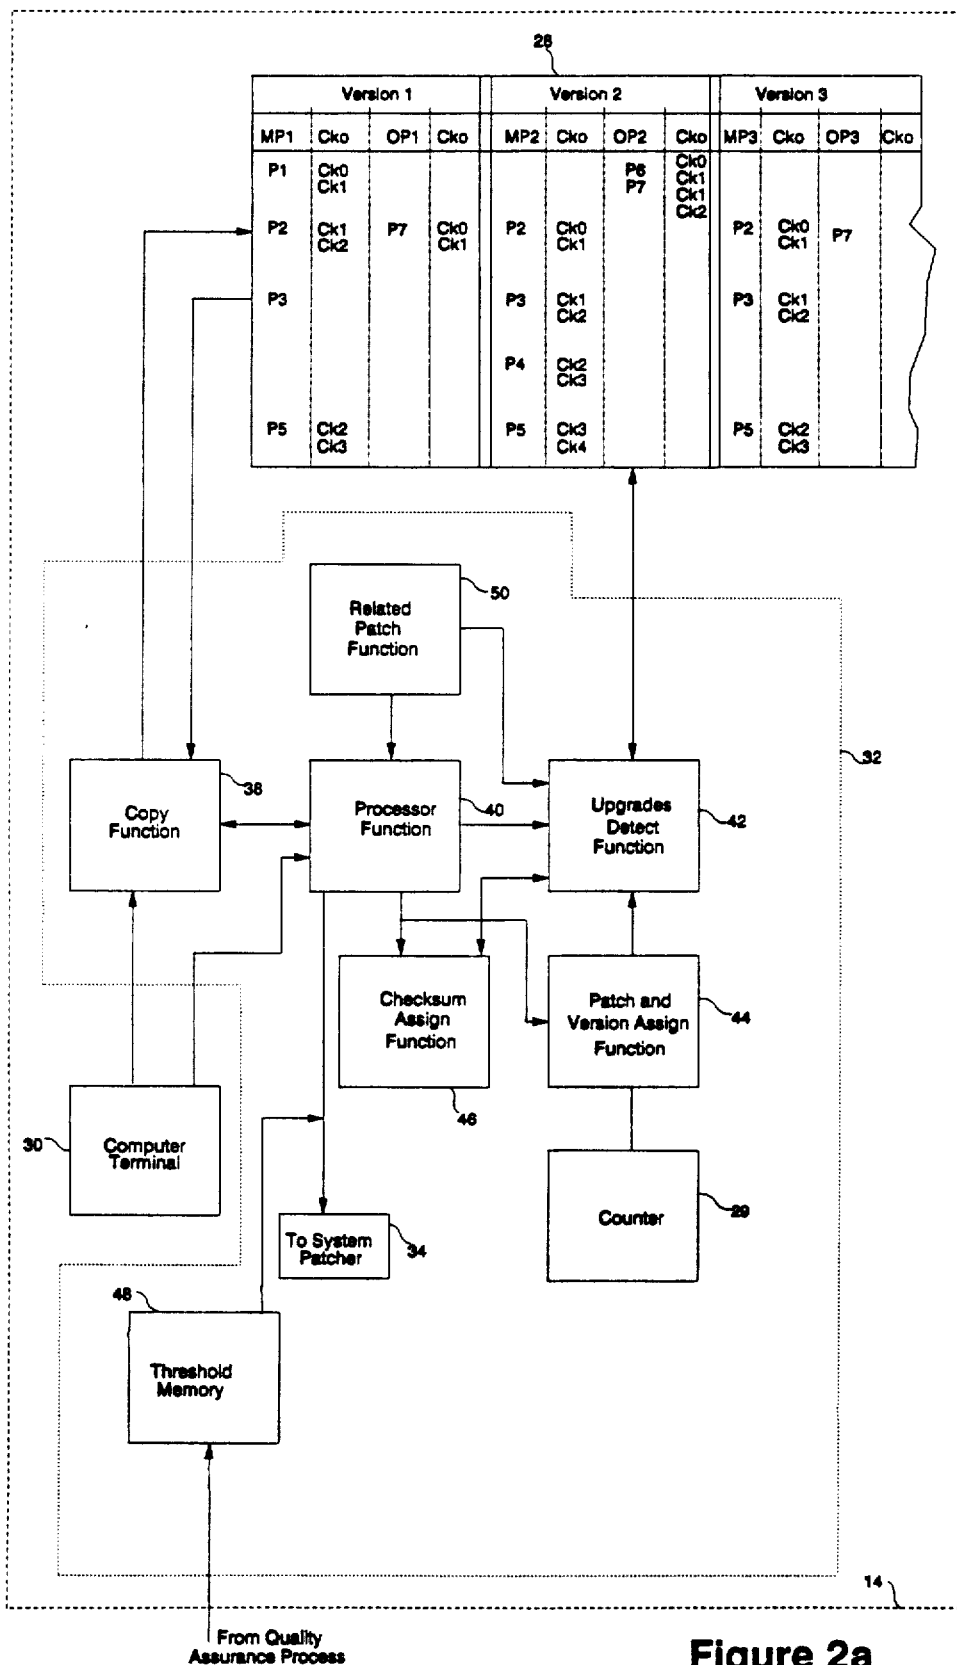 28
Version 1 Version 2 Version 3
MP1 Cko OP1 Cko MP2 Cko OP2 Cko MP3 Cko OP3 Cko
P1 Ck0 P6 Ck0
Ck1 P7 Ck1
Ck1
Ck2
P2 Ck1 P7 Ck0 P2 Ck0 P2 Ck0 P7
Ck2 Ck1 Ck1 Ck1
P3 P3 Ck1 P3 Ck1
Ck2 Ck2
P4 Ck2
Ck3
P5 Ck2 P5 Ck3 P5 Ck2
Ck3 Ck4 Ck3
50
Related
Patch
Function
32
38
Copy
Function
40
Processor
Function
42
Upgrades
Detect
Function
Checksum
Assign
Function
46
44
Patch and
Version Assign
Function
30
Computer
Terminal
29
Counter
34
To System
Patcher
48
Threshold
Memory
14
From Quality
Assurance Process
Figure 2a